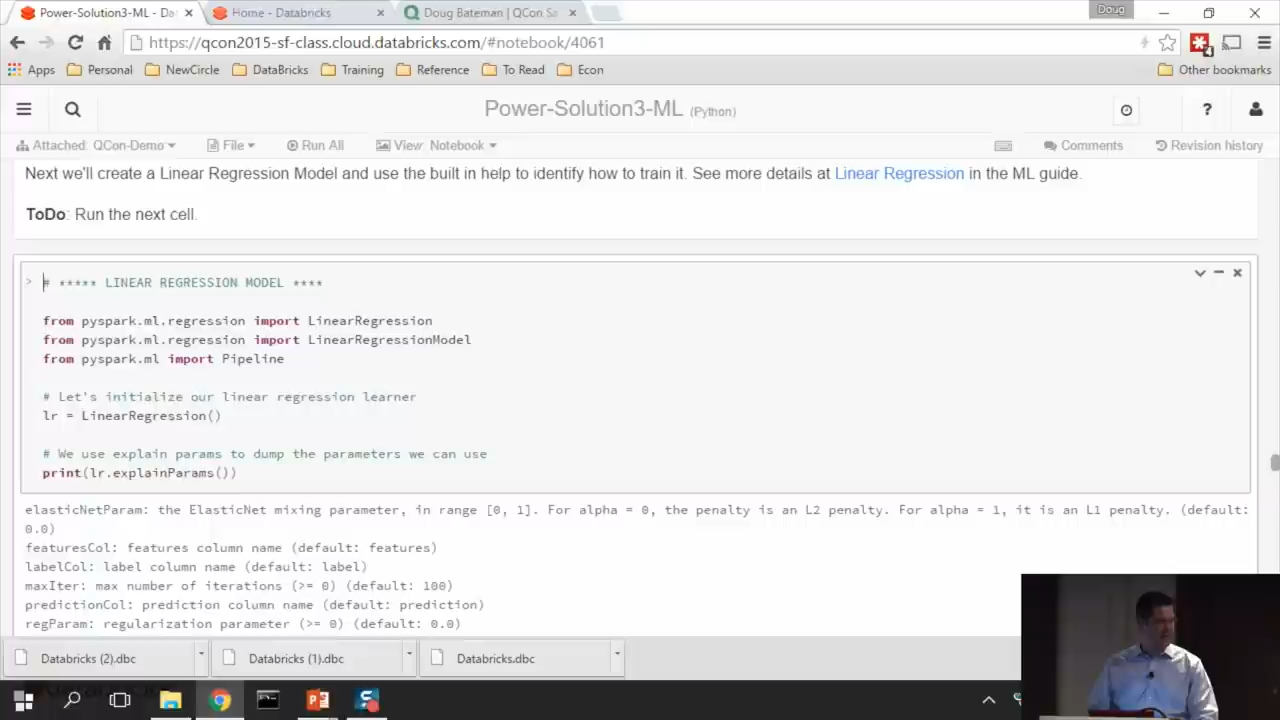 Power-Solution3-ML - Dat
Home - Databricks
Doug Bateman | QCon Sa
Doug
https://qcon2015-sf-class.cloud.databricks.com/#notebook/4061
Apps Personal NewCircle DataBricks Training Reference To Read Econ Other bookmarks
Power-Solution3-ML (Python)
?
Attached: QCon-Demo File Run All View: Notebook Comments Revision history
Next we'll create a Linear Regression Model and use the built in help to identify how to train it. See more details at Linear Regression in the ML guide.
ToDo: Run the next cell.
> # ***** LINEAR REGRESSION MODEL ****
from pyspark.ml.regression import LinearRegression
from pyspark.ml.regression import LinearRegressionModel
from pyspark.ml import Pipeline
# Let's initialize our linear regression learner
lr = LinearRegression()
# We use explain params to dump the parameters we can use
print(lr.explainParams())
elasticNetParam: the ElasticNet mixing parameter, in range [0, 1]. For alpha = 0, the penalty is an L2 penalty. For alpha = 1, it is an L1 penalty. (default:
0.0)
featuresCol: features column name (default: features)
labelCol: label column name (default: label)
maxIter: max number of iterations (>= 0) (default: 100)
predictionCol: prediction column name (default: prediction)
regParam: regularization parameter (>= 0) (default: 0.0)
Databricks (2).dbc
Databricks (1).dbc
Databricks.dbc